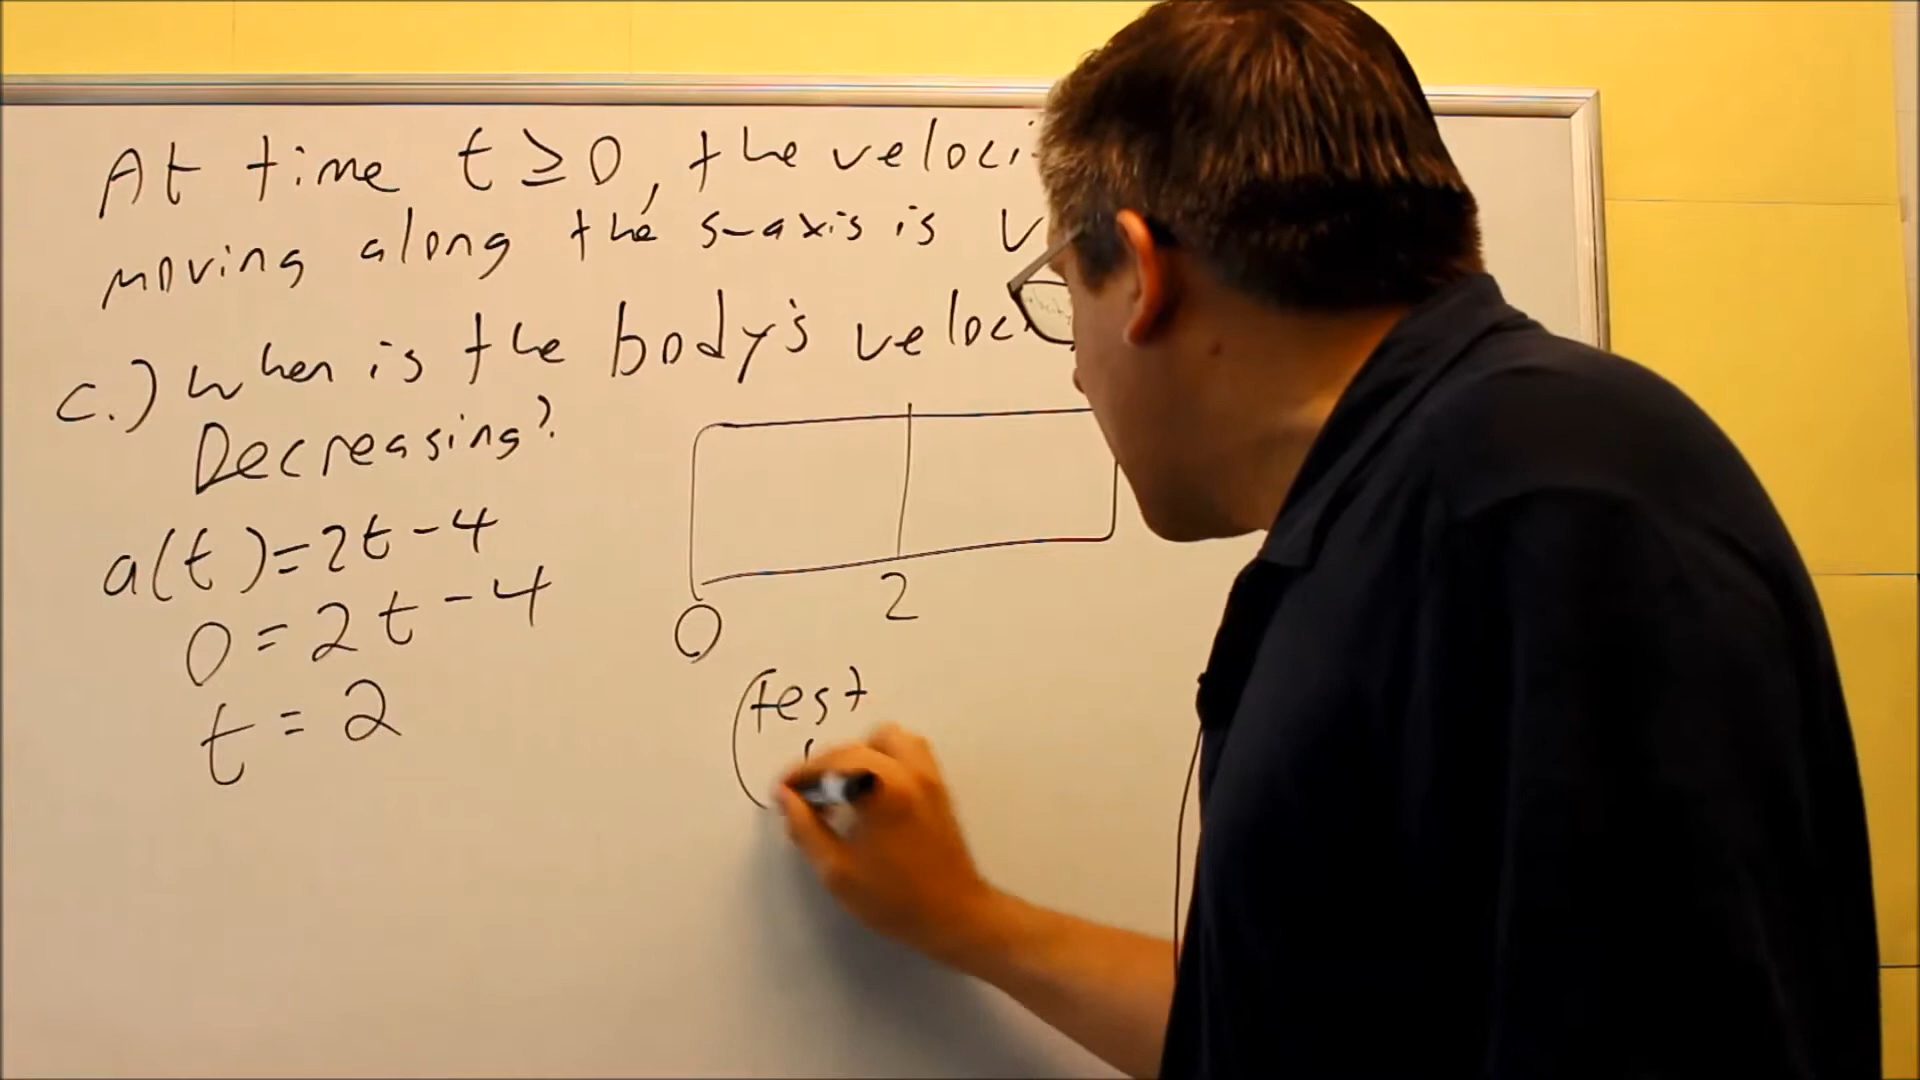 At time t ≥ 0, the veloci
moving along the s-axis is v
c.) When is the body's veloc
Decreasing?
a(t) = 2t - 4
0 = 2t - 4
t = 2
0 2
(test